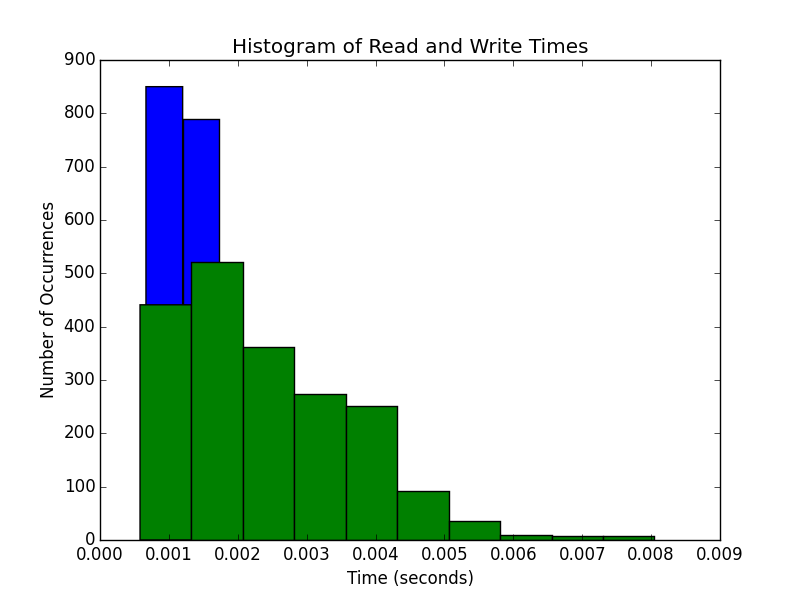 Histogram of Read and Write Times
900
800
700
600
500
400
300
200
100
0
Number of Occurrences
0.000 0.001 0.002 0.003 0.004 0.005 0.006 0.007 0.008 0.009
Time (seconds)